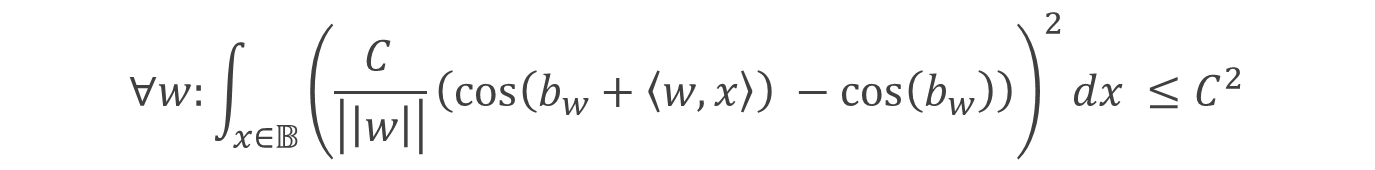 ∀w: ∫_{x∈𝔹} ( C/||w|| (cos(b_w + ⟨w, x⟩) − cos(b_w)) )^2 dx ≤ C^2